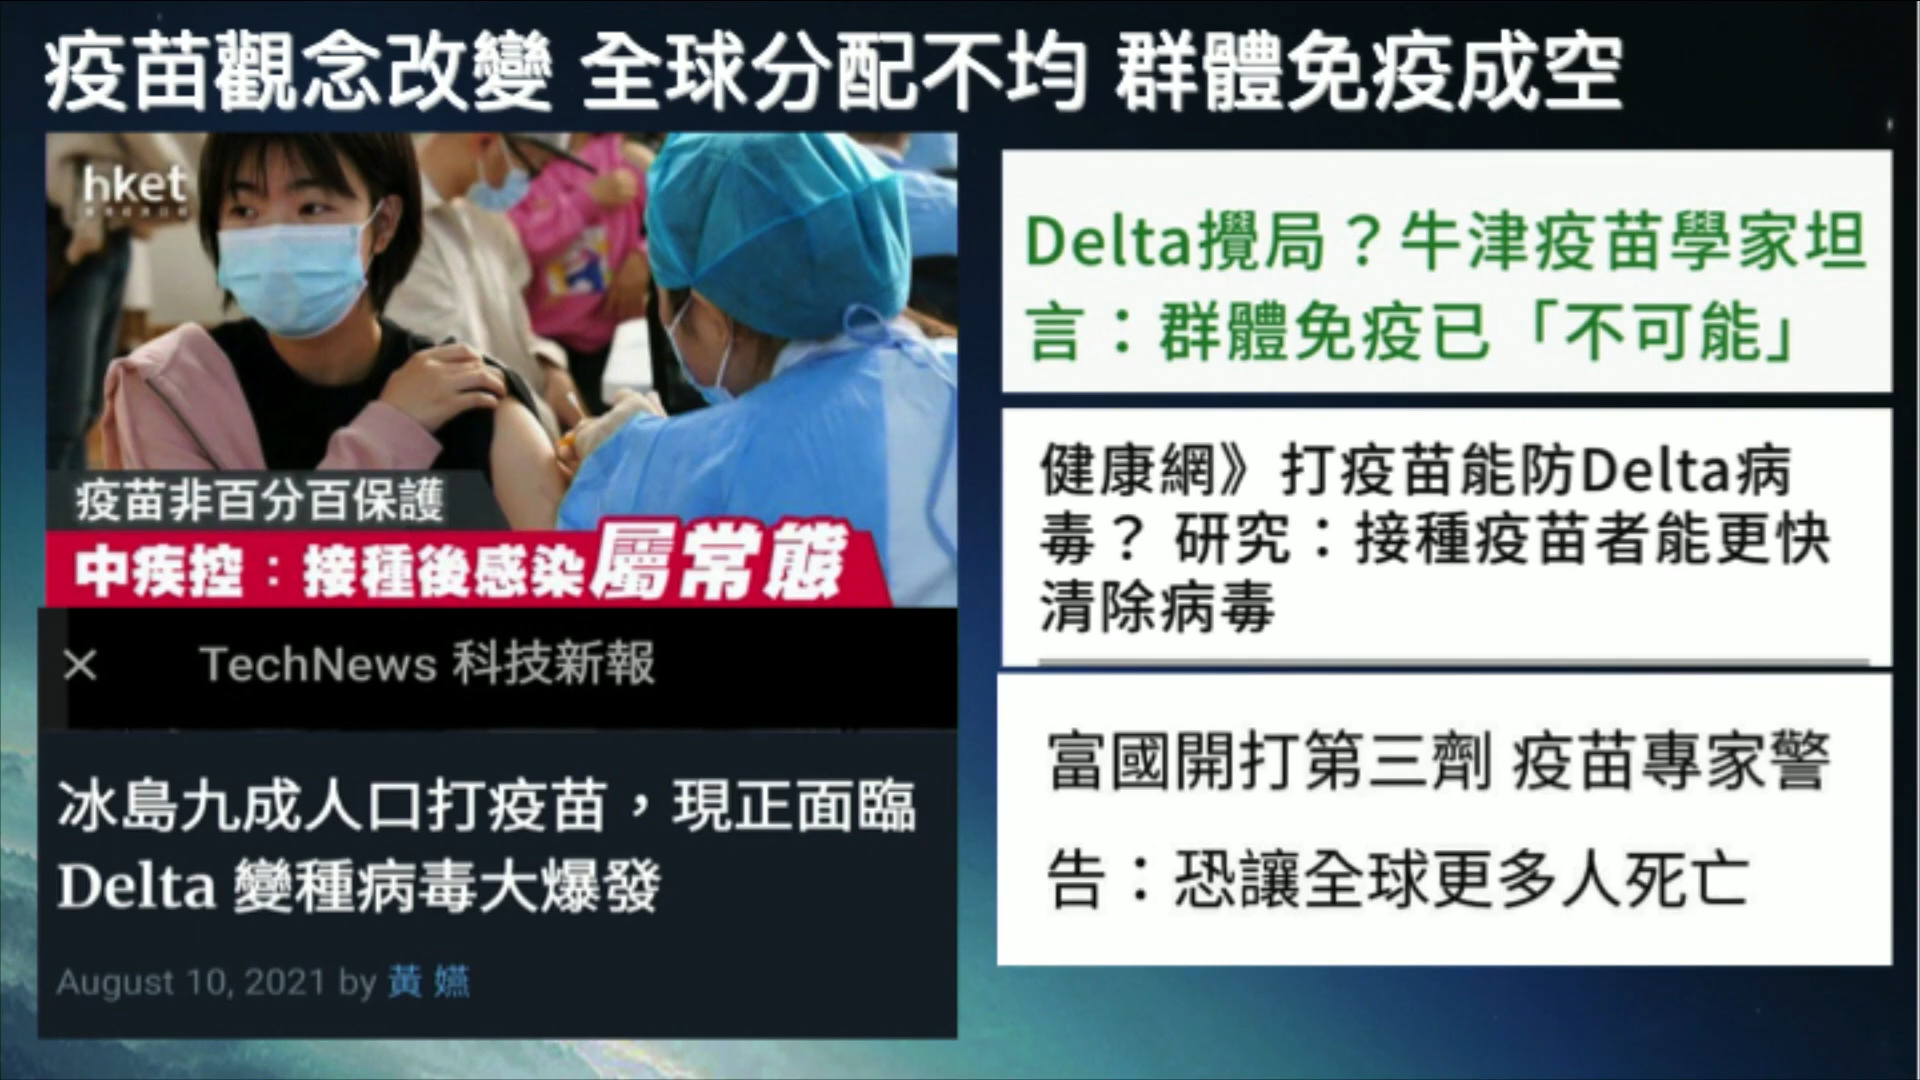 疫苗觀念改變 全球分配不均 群體免疫成空
hket
疫苗非百分百保護
中疾控：接種後感染屬常態
TechNews 科技新報
冰島九成人口打疫苗，現正面臨
Delta 變種病毒大爆發
August 10, 2021 by 黃 嬿
Delta攪局？牛津疫苗學家坦
言：群體免疫已「不可能」
健康網》打疫苗能防Delta病
毒？ 研究：接種疫苗者能更快
清除病毒
富國開打第三劑 疫苗專家警
告：恐讓全球更多人死亡